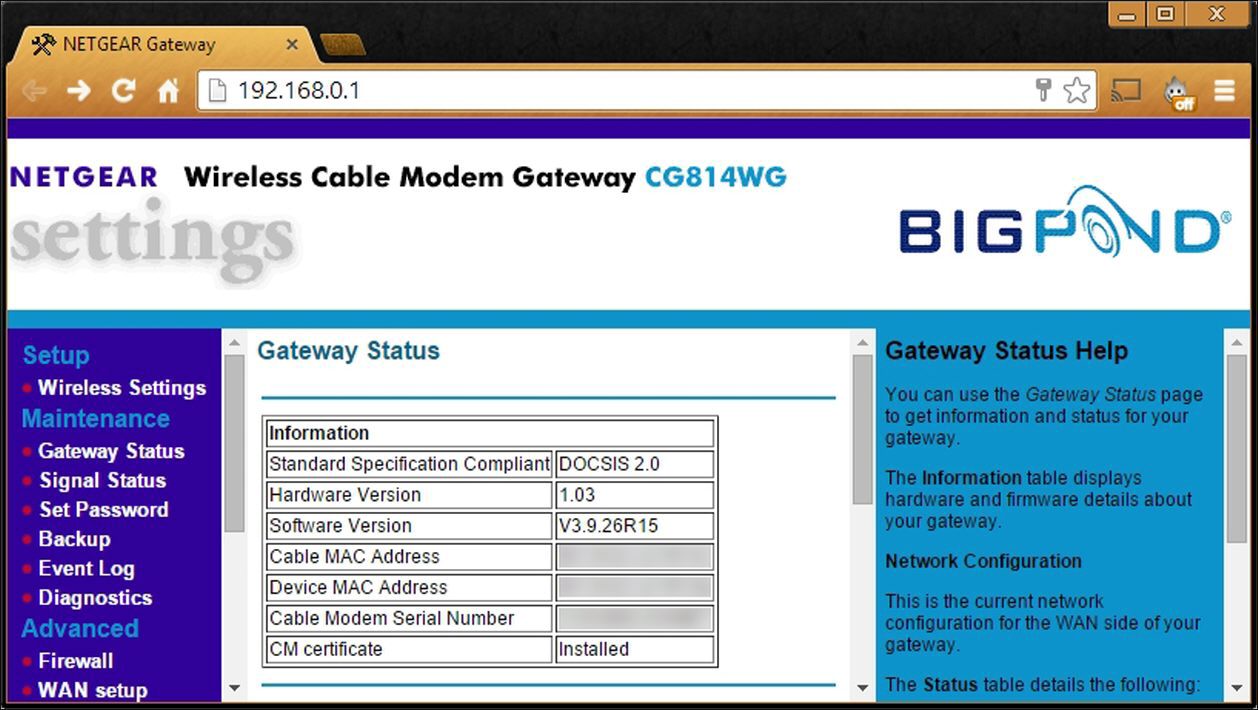 NETGEAR Gateway
192.168.0.1
off
NETGEAR Wireless Cable Modem Gateway CG814WG
settings
BIGPOND®
Setup
Wireless Settings
Maintenance
Gateway Status
Signal Status
Set Password
Backup
Event Log
Diagnostics
Advanced
Firewall
WAN setup
Gateway Status
Information
Standard Specification Compliant DOCSIS 2.0
Hardware Version 1.03
Software Version V3.9.26R15
Cable MAC Address
Device MAC Address
Cable Modem Serial Number
CM certificate Installed
Gateway Status Help
You can use the Gateway Status page
to get information and status for your
gateway.
The Information table displays
hardware and firmware details about
your gateway.
Network Configuration
This is the current network
configuration for the WAN side of your
gateway.
The Status table details the following: